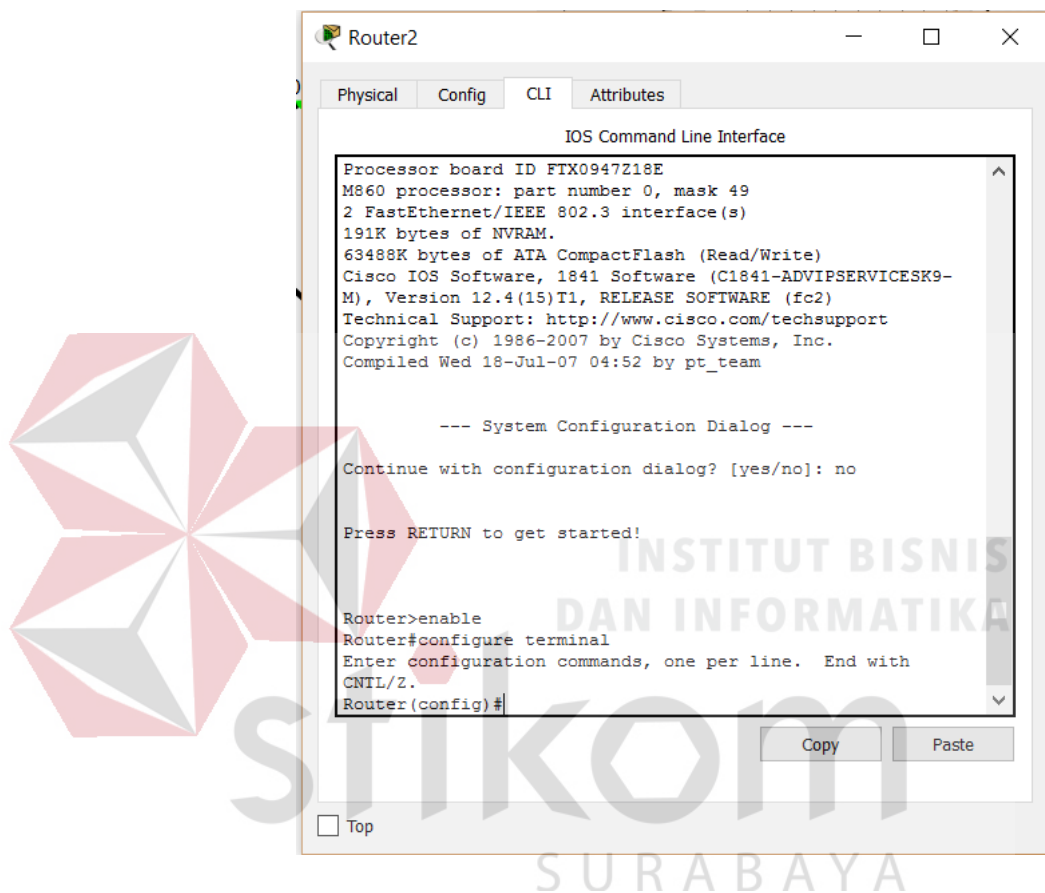 Router2
Physical Config CLI Attributes
IOS Command Line Interface
Processor board ID FTX0947Z18E
M860 processor: part number 0, mask 49
2 FastEthernet/IEEE 802.3 interface(s)
191K bytes of NVRAM.
63488K bytes of ATA CompactFlash (Read/Write)
Cisco IOS Software, 1841 Software (C1841-ADVIPSERVICESK9-
M), Version 12.4(15)T1, RELEASE SOFTWARE (fc2)
Technical Support: http://www.cisco.com/techsupport
Copyright (c) 1986-2007 by Cisco Systems, Inc.
Compiled Wed 18-Jul-07 04:52 by pt_team
--- System Configuration Dialog ---
Continue with configuration dialog? [yes/no]: no
Press RETURN to get started!
INSTITUT BISNIS
DAN INFORMATIKA
Router>enable
Router#configure terminal
Enter configuration commands, one per line.  End with
CNTL/Z.
Router(config)#
stikom
Copy Paste
Top
SURABAYA